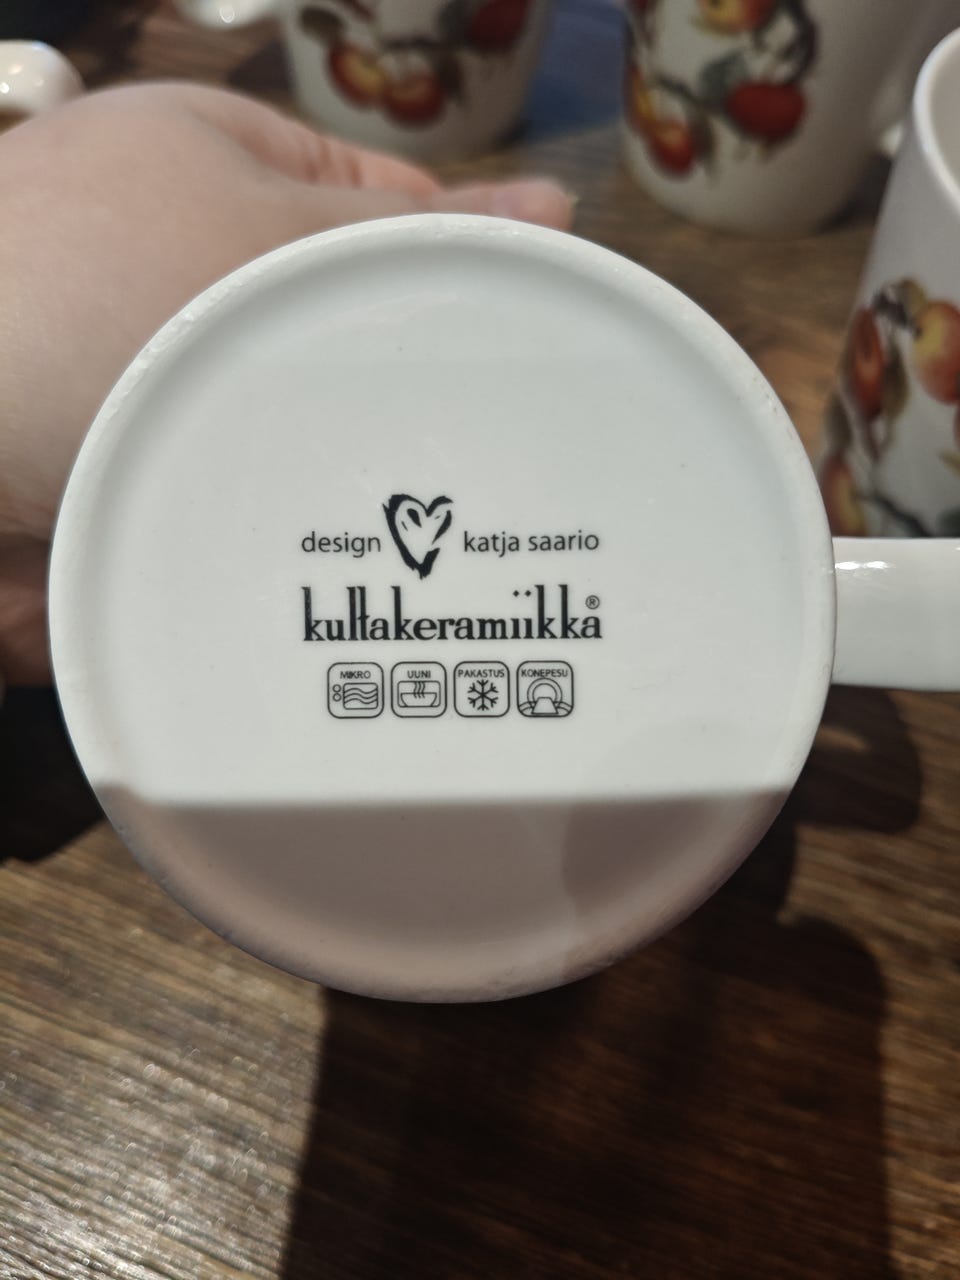 design katja saario
kultakeramiikka®
MIKRO UUNI PAKASTUS KONEPESU